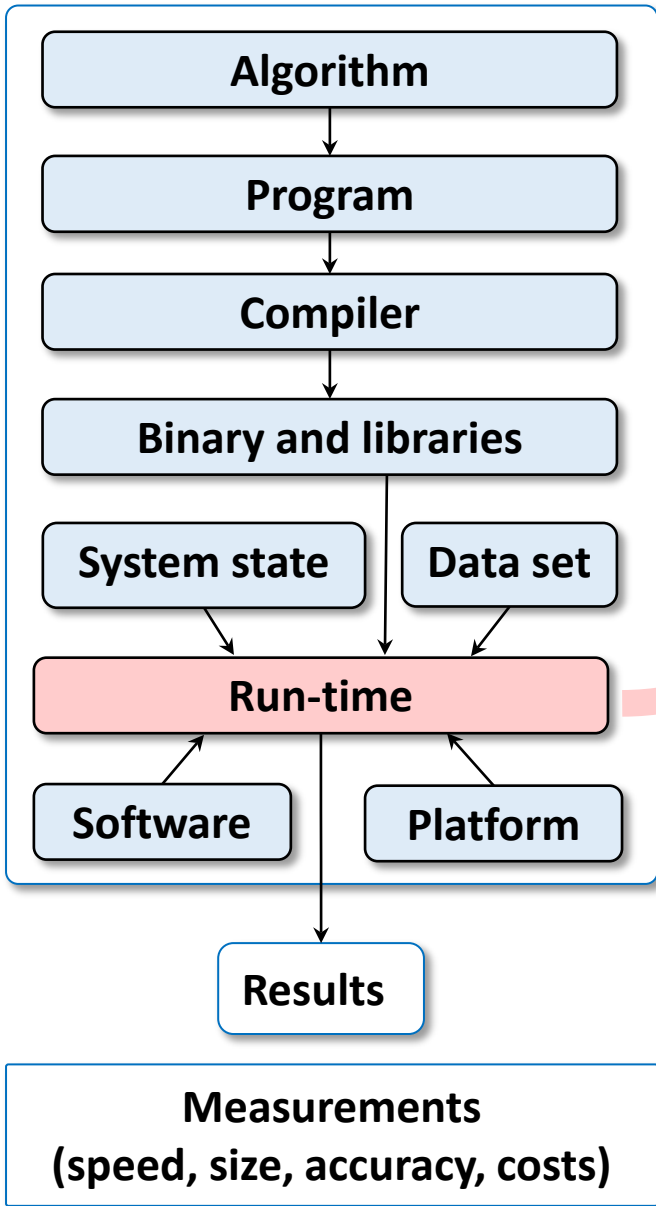 Algorithm
Program
Compiler
Binary and libraries
System state
Data set
Run-time
Software
Platform
Results
Measurements
(speed, size, accuracy, costs)